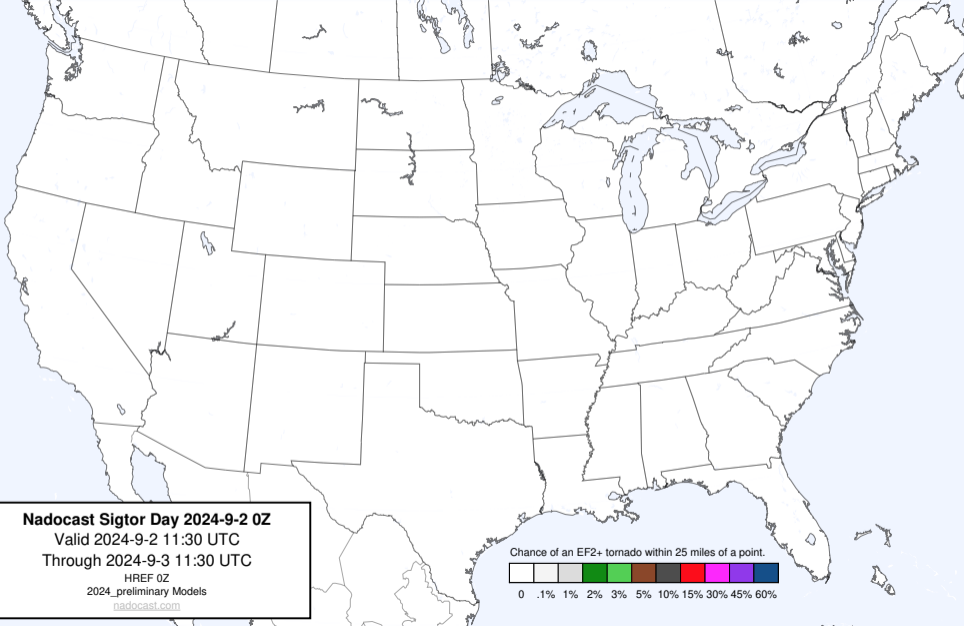 Nadocast Sigtor Day 2024-9-2 0Z
Valid 2024-9-2 11:30 UTC
Through 2024-9-3 11:30 UTC
HREF 0Z
2024_preliminary Models
nadocast.com
Chance of an EF2+ tornado within 25 miles of a point.
0 .1% 1% 2% 3% 5% 10% 15% 30% 45% 60%